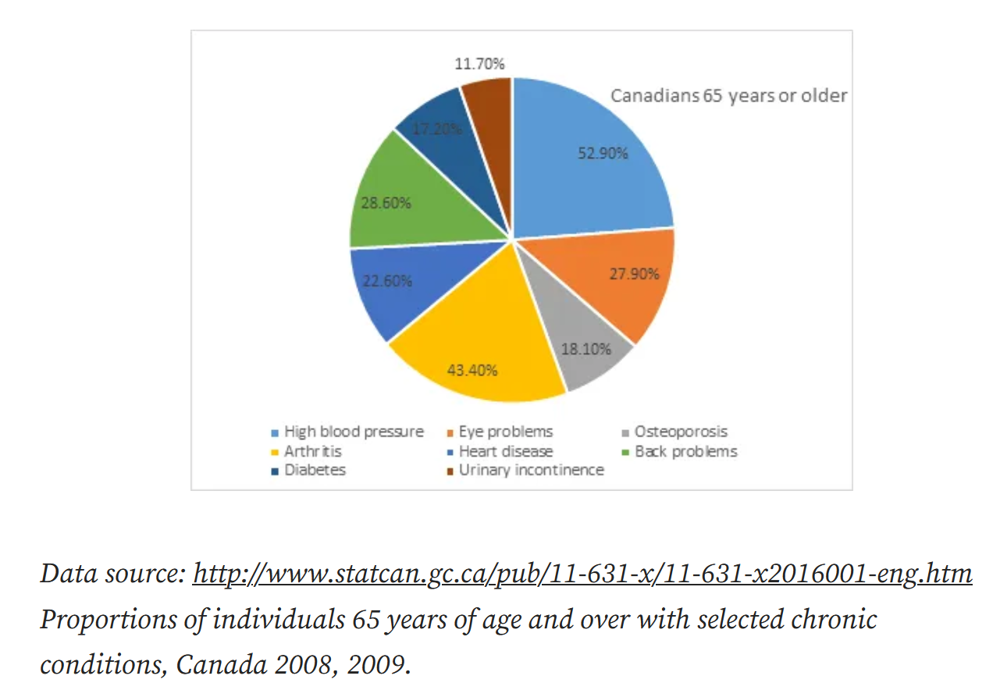 11.70%
Canadians 65 years or older
17.20%
52.90%
28.60%
27.90%
22.60%
18.10%
43.40%
High blood pressure Eye problems Osteoporosis
Arthritis Heart disease Back problems
Diabetes Urinary incontinence
Data source: http://www.statcan.gc.ca/pub/11-631-x/11-631-x2016001-eng.htm
Proportions of individuals 65 years of age and over with selected chronic
conditions, Canada 2008, 2009.